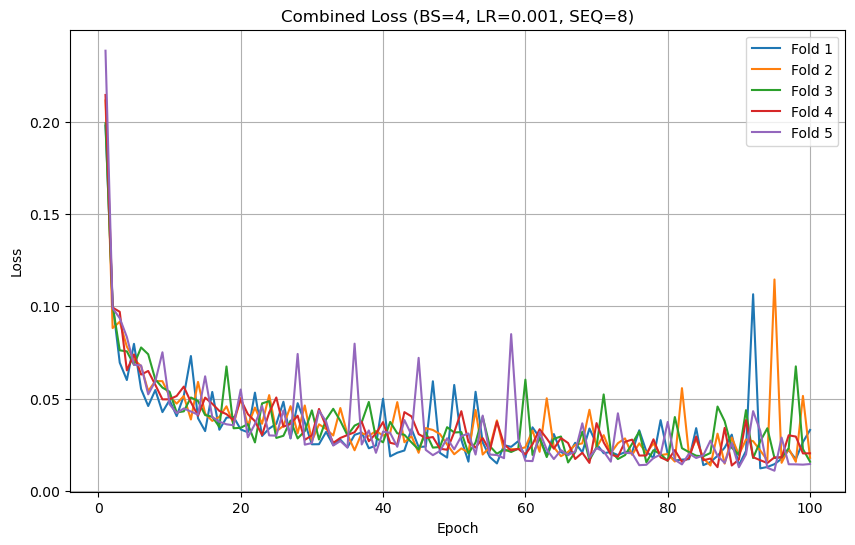 Combined Loss (BS=4, LR=0.001, SEQ=8)
Fold 1
Fold 2
Fold 3
Fold 4
Fold 5
Loss
0.20
0.15
0.10
0.05
0.00
0 20 40 60 80 100
Epoch